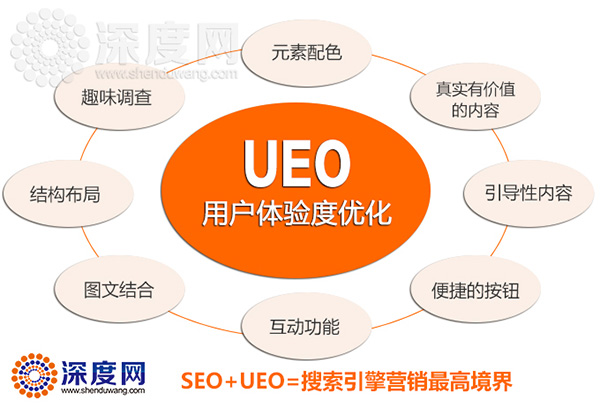 深度网
www.shenduwang.com
元素配色
趣味调查
真实有价值
的内容
UEO
用户体验度优化
结构布局
引导性内容
图文结合
便捷的按钮
互动功能
深度网
www.shenduwang.com
SEO+UEO=搜索引擎营销最高境界